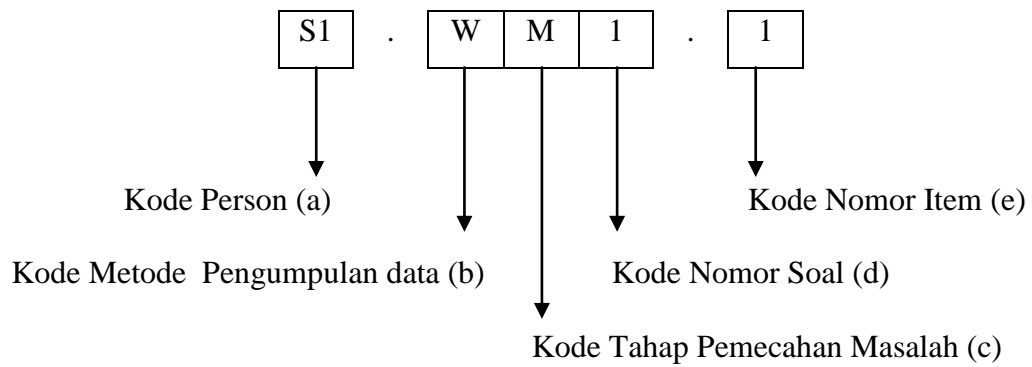 S1 . W M 1 . 1
Kode Person (a) Kode Nomor Item (e)
Kode Metode Pengumpulan data (b) Kode Nomor Soal (d)
Kode Tahap Pemecahan Masalah (c)